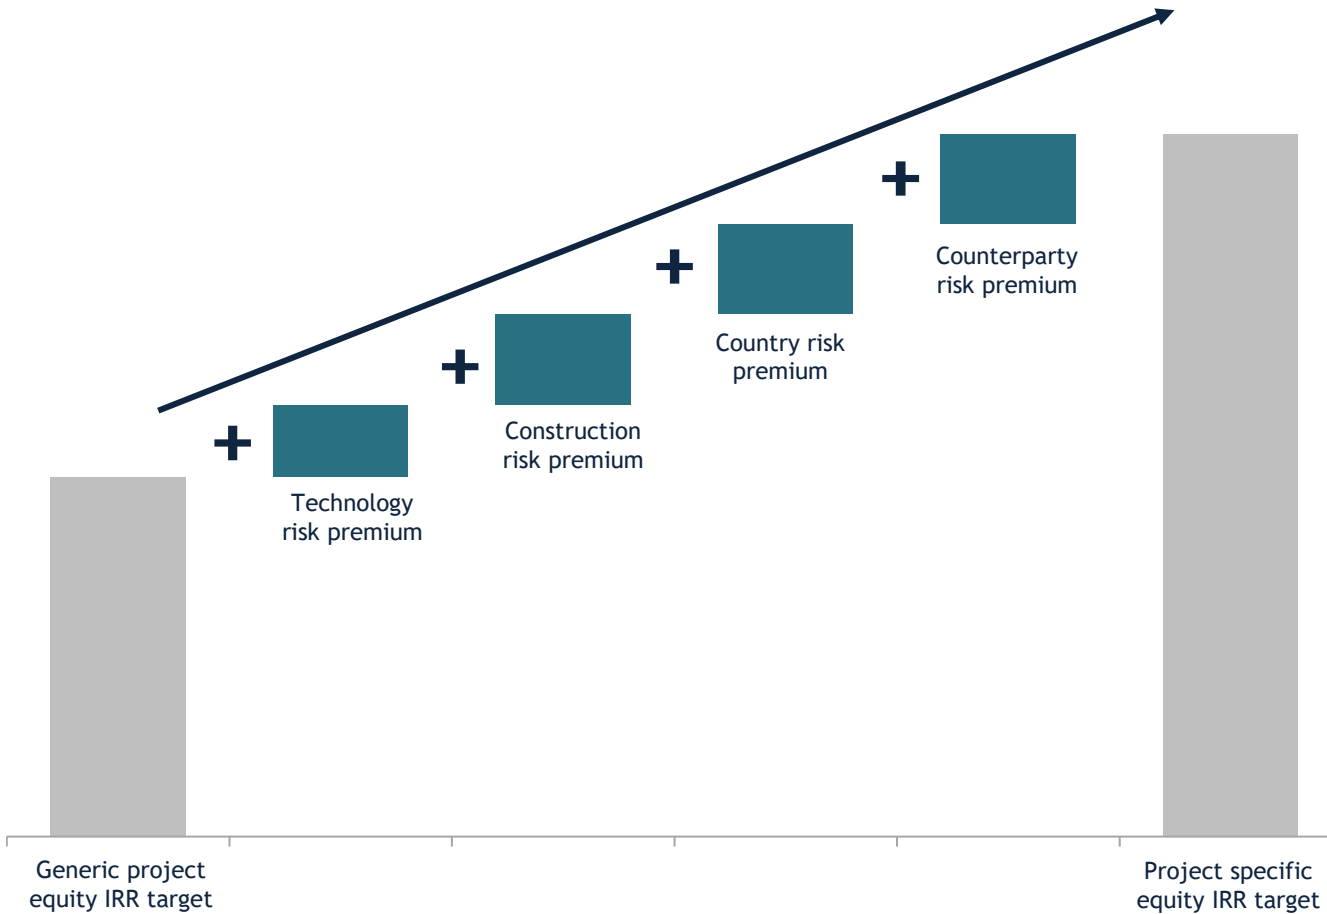 +
Counterparty
risk premium
+
Country risk
premium
+
Construction
risk premium
+
Technology
risk premium
Generic project
equity IRR target
Project specific
equity IRR target